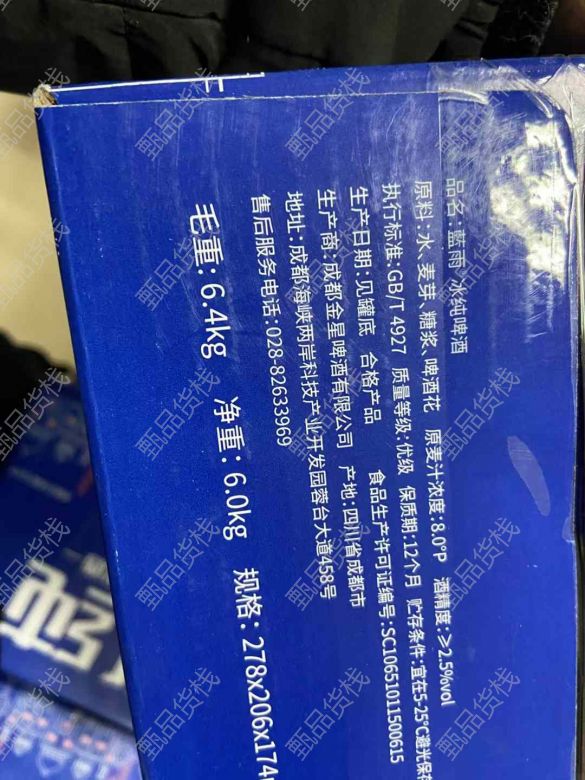 品名:蓝雨 冰纯啤酒
原料:水、麦芽、糖浆、啤酒花 原麦汁浓度:8.0°P 酒精度:≥2.5%vol
执行标准:GB/T 4927 质量等级:优级 保质期:12个月 贮存条件:宜在5-25℃避光保存
生产日期:见罐底 合格产品 食品生产许可证编号:SC10651011500615
生产商:成都金星啤酒有限公司 产地:四川省成都市
地址:成都海峡两岸科技产业开发园蓉台大道458号
售后服务电话:028-82633969
毛重:6.4kg 净重:6.0kg 规格:278x206x174
纯
甄品货栈